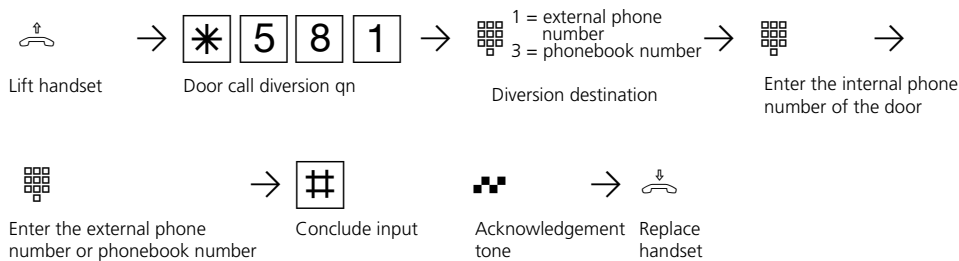 1 = external phone
number
3 = phonebook number
* 5 8 1
Lift handset
Door call diversion qn
Diversion destination
Enter the internal phone
number of the door
#
Enter the external phone
number or phonebook number
Conclude input
Acknowledgement
tone
Replace
handset